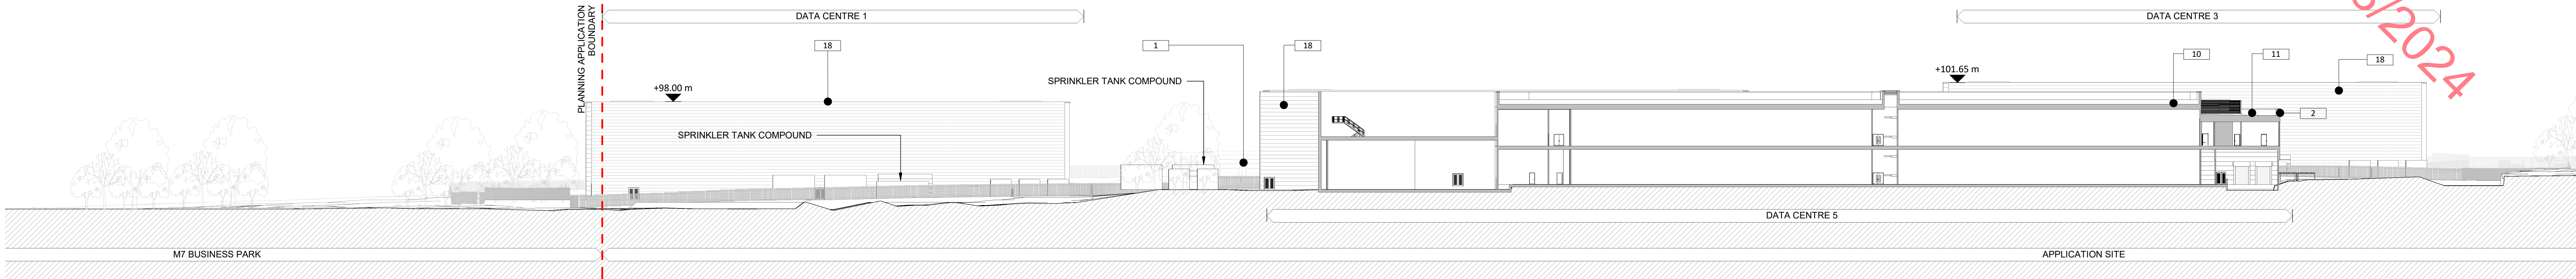 PLANNING APPLICATION
BOUNDARY
DATA CENTRE 1
DATA CENTRE 3
18
1
18
10
11
18
2
+98.00 m
+101.65 m
SPRINKLER TANK COMPOUND
SPRINKLER TANK COMPOUND
DATA CENTRE 5
M7 BUSINESS PARK
APPLICATION SITE
/2024